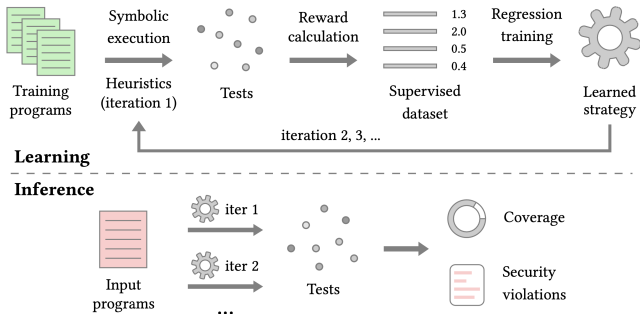 Symbolic
execution
Heuristics
(iteration 1)
Training
programs
Tests
Reward
calculation
1.3
2.0
0.5
0.4
Supervised
dataset
Regression
training
Learned
strategy
iteration 2, 3, ...
Learning
Inference
Input
programs
iter 1
iter 2
...
Tests
Coverage
Security
violations